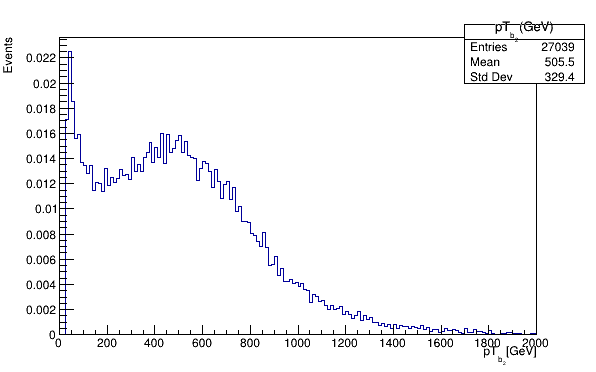 pT_b_2 (GeV)
Entries 27039
Mean 505.5
Std Dev 329.4
Events
0.022
0.02
0.018
0.016
0.014
0.012
0.01
0.008
0.006
0.004
0.002
0
0 200 400 600 800 1000 1200 1400 1600 1800 2000
pT_b_2 [GeV]